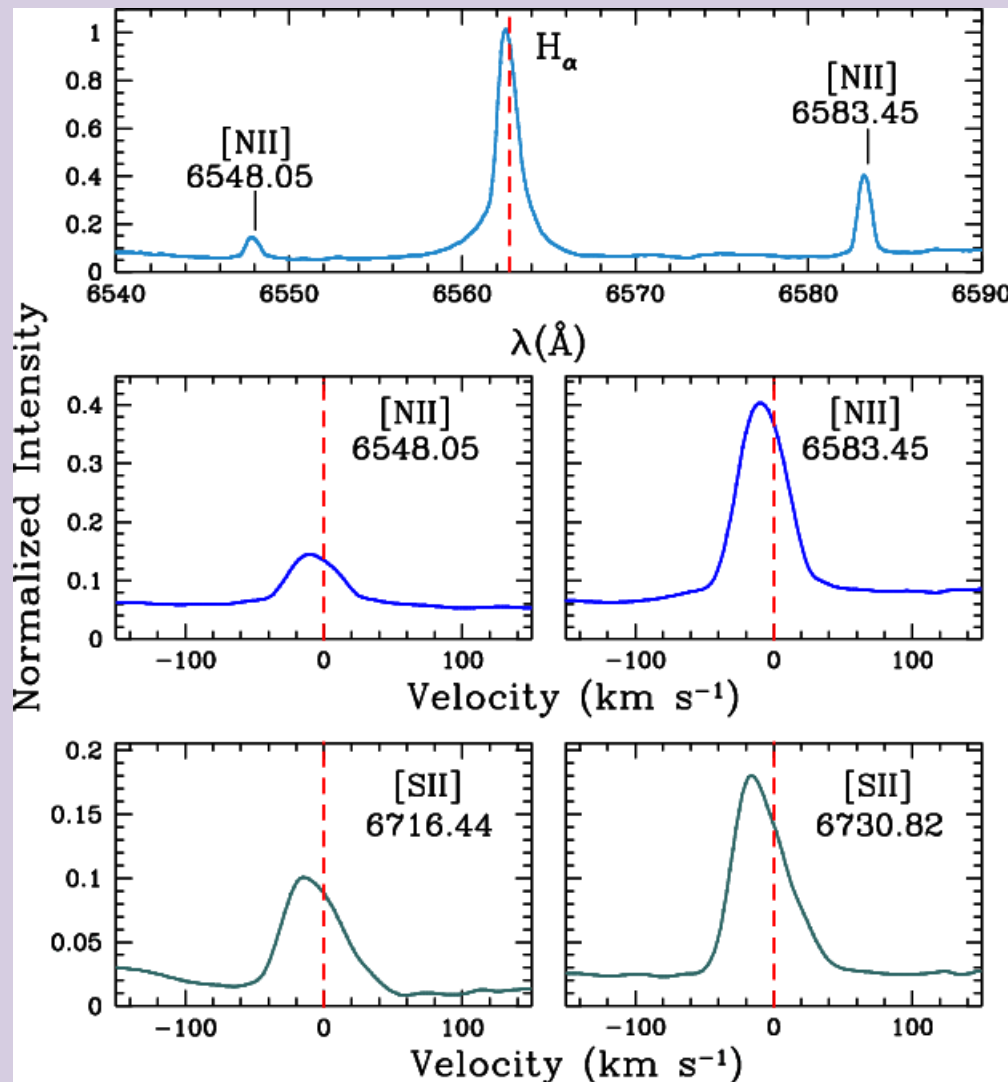 1
0.8
0.6
0.4
0.2
0
H_α
[NII]
6548.05
[NII]
6583.45
6540 6550 6560 6570 6580 6590
λ(Å)
Normalized Intensity
0.4
0.3
0.2
0.1
0
[NII]
6548.05
[NII]
6583.45
−100 0 100
−100 0 100
Velocity (km s⁻¹)
0.2
0.15
0.1
0.05
0
[SII]
6716.44
[SII]
6730.82
−100 0 100
−100 0 100
Velocity (km s⁻¹)